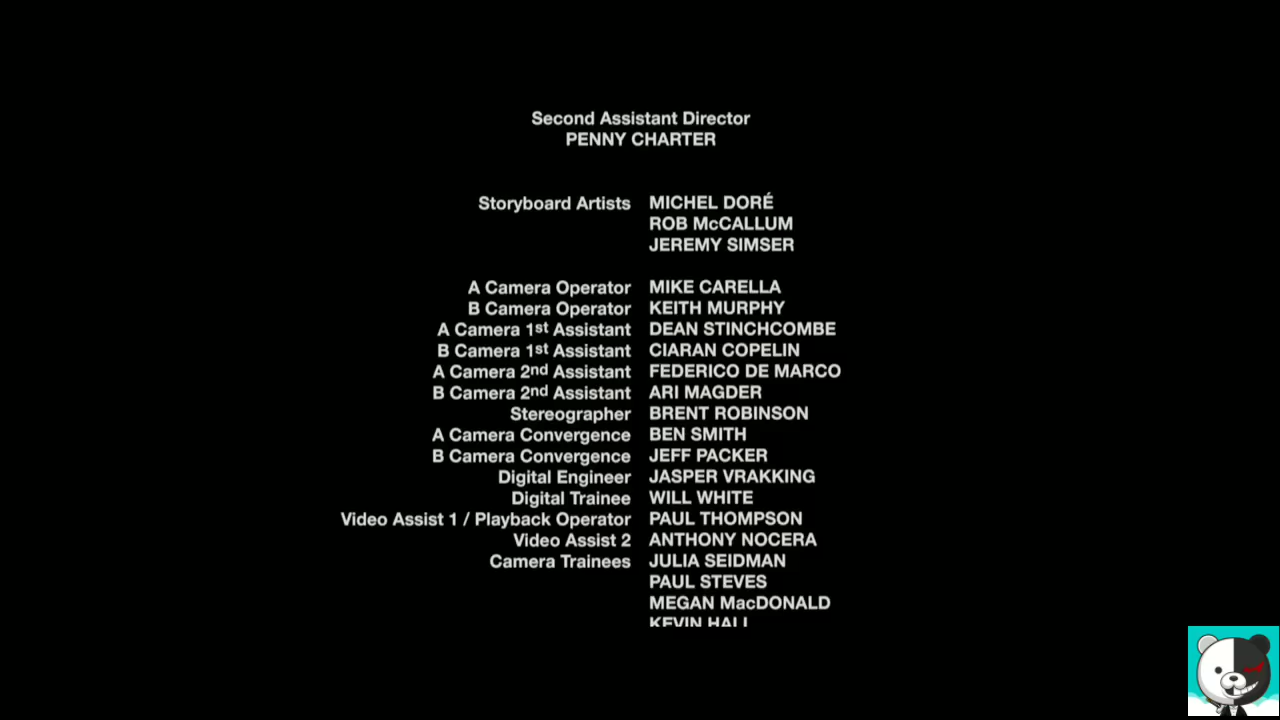 Second Assistant Director
PENNY CHARTER
Storyboard Artists MICHEL DORÉ
ROB McCALLUM
JEREMY SIMSER
A Camera Operator MIKE CARELLA
B Camera Operator KEITH MURPHY
A Camera 1st Assistant DEAN STINCHCOMBE
B Camera 1st Assistant CIARAN COPELIN
A Camera 2nd Assistant FEDERICO DE MARCO
B Camera 2nd Assistant ARI MAGDER
Stereographer BRENT ROBINSON
A Camera Convergence BEN SMITH
B Camera Convergence JEFF PACKER
Digital Engineer JASPER VRAKKING
Digital Trainee WILL WHITE
Video Assist 1 / Playback Operator PAUL THOMPSON
Video Assist 2 ANTHONY NOCERA
Camera Trainees JULIA SEIDMAN
PAUL STEVES
MEGAN MacDONALD
KEVIN HALL